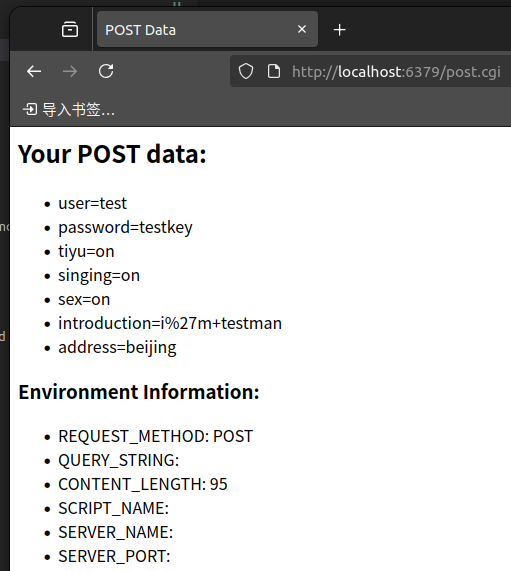 POST Data
http://localhost:6379/post.cgi
导入书签…
Your POST data:
user=test
password=testkey
tiyu=on
singing=on
sex=on
introduction=i%27m+testman
address=beijing
Environment Information:
REQUEST_METHOD: POST
QUERY_STRING:
CONTENT_LENGTH: 95
SCRIPT_NAME:
SERVER_NAME:
SERVER_PORT: